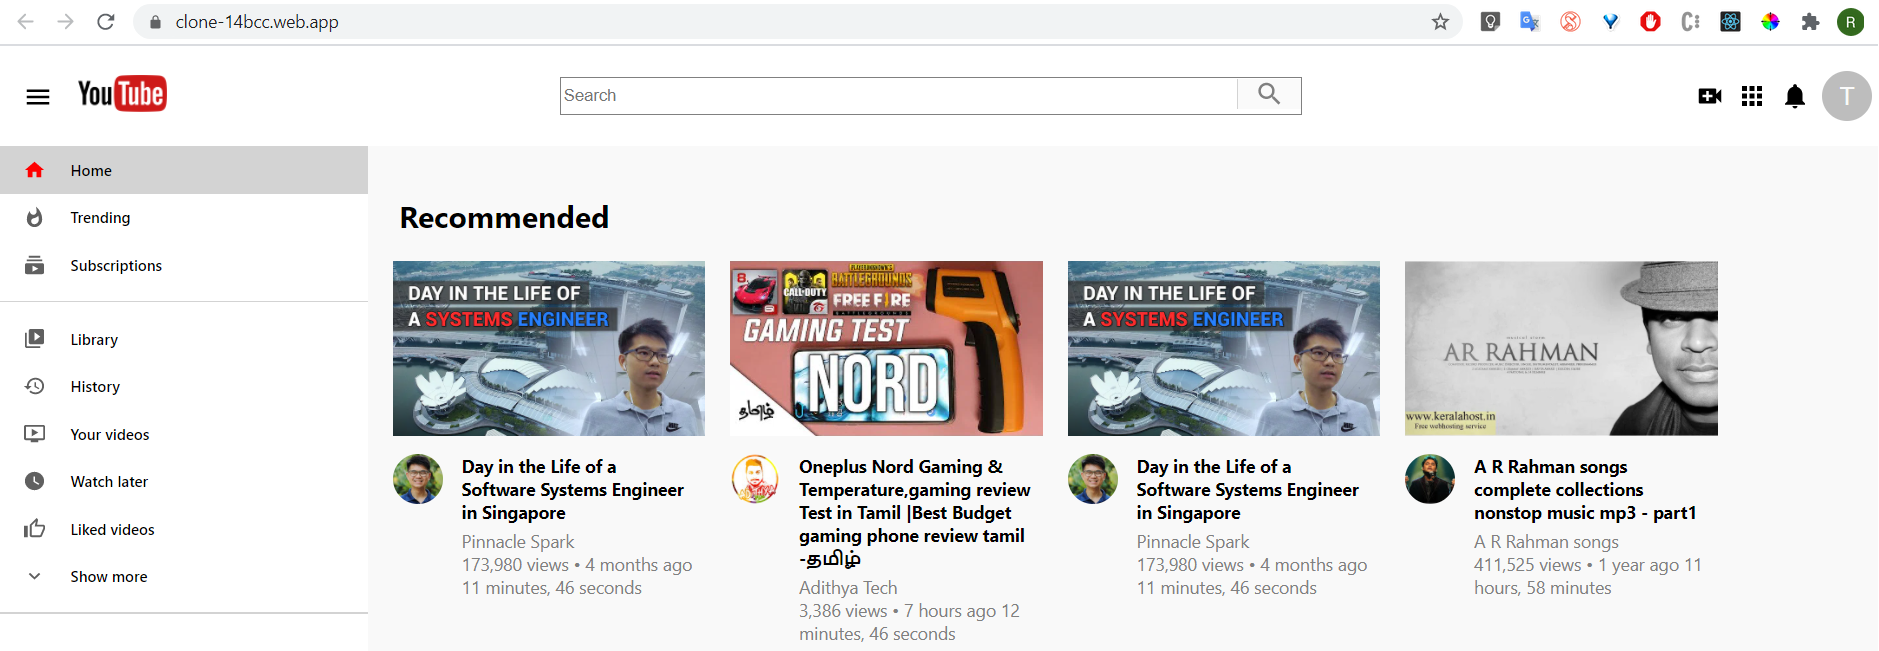 clone-14bcc.web.app
R
YouTube
Search
T
Home
Trending
Subscriptions
Library
History
Your videos
Watch later
Liked videos
Show more
Recommended
DAY IN THE LIFE OF
A SYSTEMS ENGINEER
Day in the Life of a
Software Systems Engineer
in Singapore
Pinnacle Spark
173,980 views • 4 months ago
11 minutes, 46 seconds
8
CALL·DUTY
BATTLEGROUNDS
FREE FIRE
BATTLEGROUNDS
GAMING TEST
NORD
தமிழ்
Oneplus Nord Gaming &
Temperature,gaming review
Test in Tamil |Best Budget
gaming phone review tamil
-தமிழ்
Adithya Tech
3,386 views • 7 hours ago 12
minutes, 46 seconds
DAY IN THE LIFE OF
A SYSTEMS ENGINEER
Day in the Life of a
Software Systems Engineer
in Singapore
Pinnacle Spark
173,980 views • 4 months ago
11 minutes, 46 seconds
AR RAHMAN
www.keralahost.in
Free webhosting service
A R Rahman songs
complete collections
nonstop music mp3 - part1
A R Rahman songs
411,525 views • 1 year ago 11
hours, 58 minutes